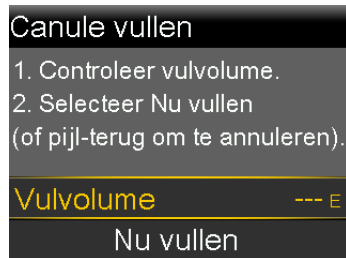 Canule vullen
1. Controleer vulvolume.
2. Selecteer Nu vullen
(of pijl-terug om te annuleren).
Vulvolume --- E
Nu vullen